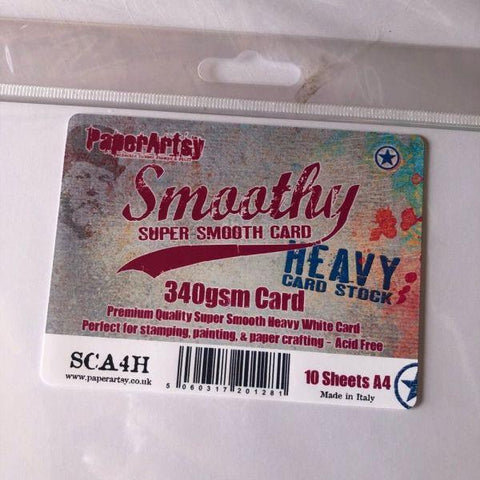 PaperArtsy
Smoothy
SUPER SMOOTH CARD
HEAVY
CARD STOCK
340gsm Card
Premium Quality Super Smooth Heavy White Card
Perfect for stamping, painting, & paper crafting - Acid Free
SCA4H
www.paperartsy.co.uk
5 060317 201281
10 Sheets A4
Made in Italy